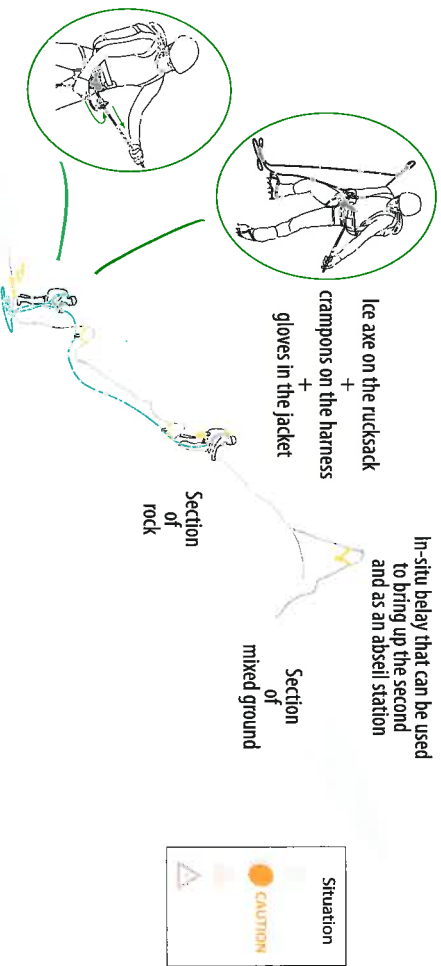 In-situ belay that can be used
to bring up the second
and as an abseil station
Ice axe on the rucksack
+
crampons on the harness
+
gloves in the jacket
Section
of
rock
Section
of
mixed ground
Situation
CAUTION